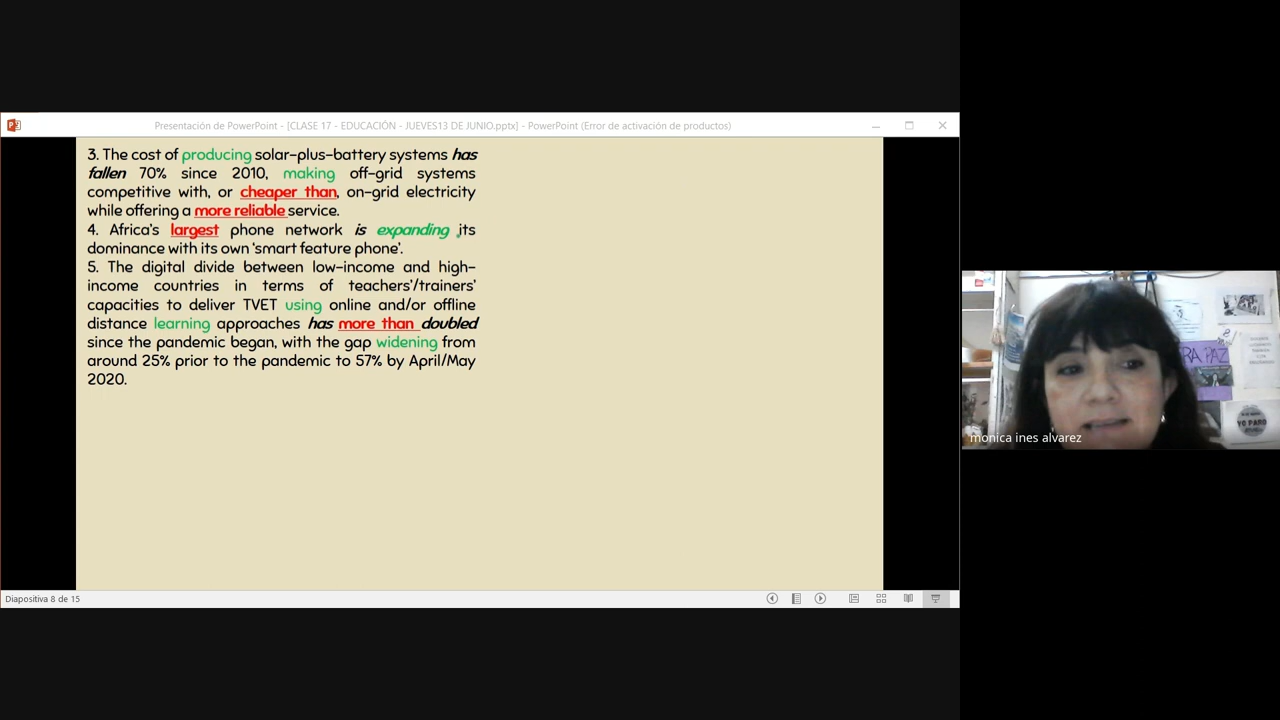 Presentación de PowerPoint - [CLASE 17 - EDUCACIÓN - JUEVES13 DE JUNIO.pptx] - PowerPoint (Error de activación de productos)
3. The cost of producing solar-plus-battery systems has
fallen 70% since 2010, making off-grid systems
competitive with, or cheaper than, on-grid electricity
while offering a more reliable service.
4. Africa's largest phone network is expanding its
dominance with its own 'smart feature phone'.
5. The digital divide between low-income and high-
income countries in terms of teachers'/trainers'
capacities to deliver TVET using online and/or offline
distance learning approaches has more than doubled
since the pandemic began, with the gap widening from
around 25% prior to the pandemic to 57% by April/May
2020.
RA PAZ
YO PARO
monica ines alvarez
Diapositiva 8 de 15